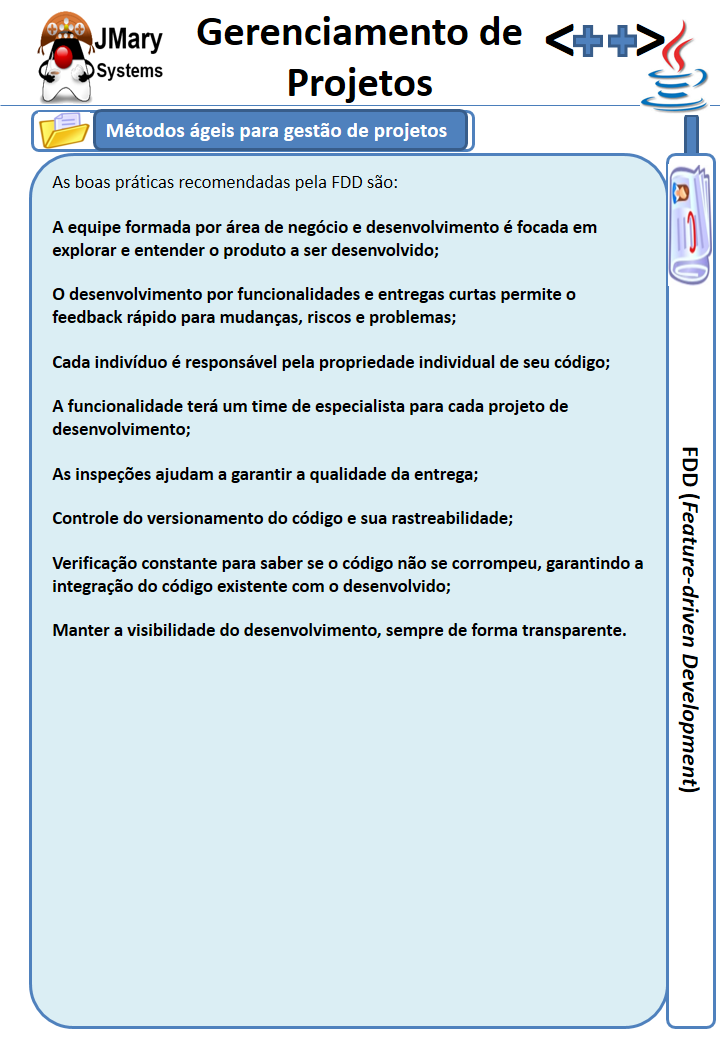 JMary
Systems
Gerenciamento de
Projetos
<++>
Métodos ágeis para gestão de projetos
As boas práticas recomendadas pela FDD são:
A equipe formada por área de negócio e desenvolvimento é focada em
explorar e entender o produto a ser desenvolvido;
O desenvolvimento por funcionalidades e entregas curtas permite o
feedback rápido para mudanças, riscos e problemas;
Cada indivíduo é responsável pela propriedade individual de seu código;
A funcionalidade terá um time de especialista para cada projeto de
desenvolvimento;
As inspeções ajudam a garantir a qualidade da entrega;
Controle do versionamento do código e sua rastreabilidade;
Verificação constante para saber se o código não se corrompeu, garantindo a
integração do código existente com o desenvolvido;
Manter a visibilidade do desenvolvimento, sempre de forma transparente.
FDD (Feature-driven Development)